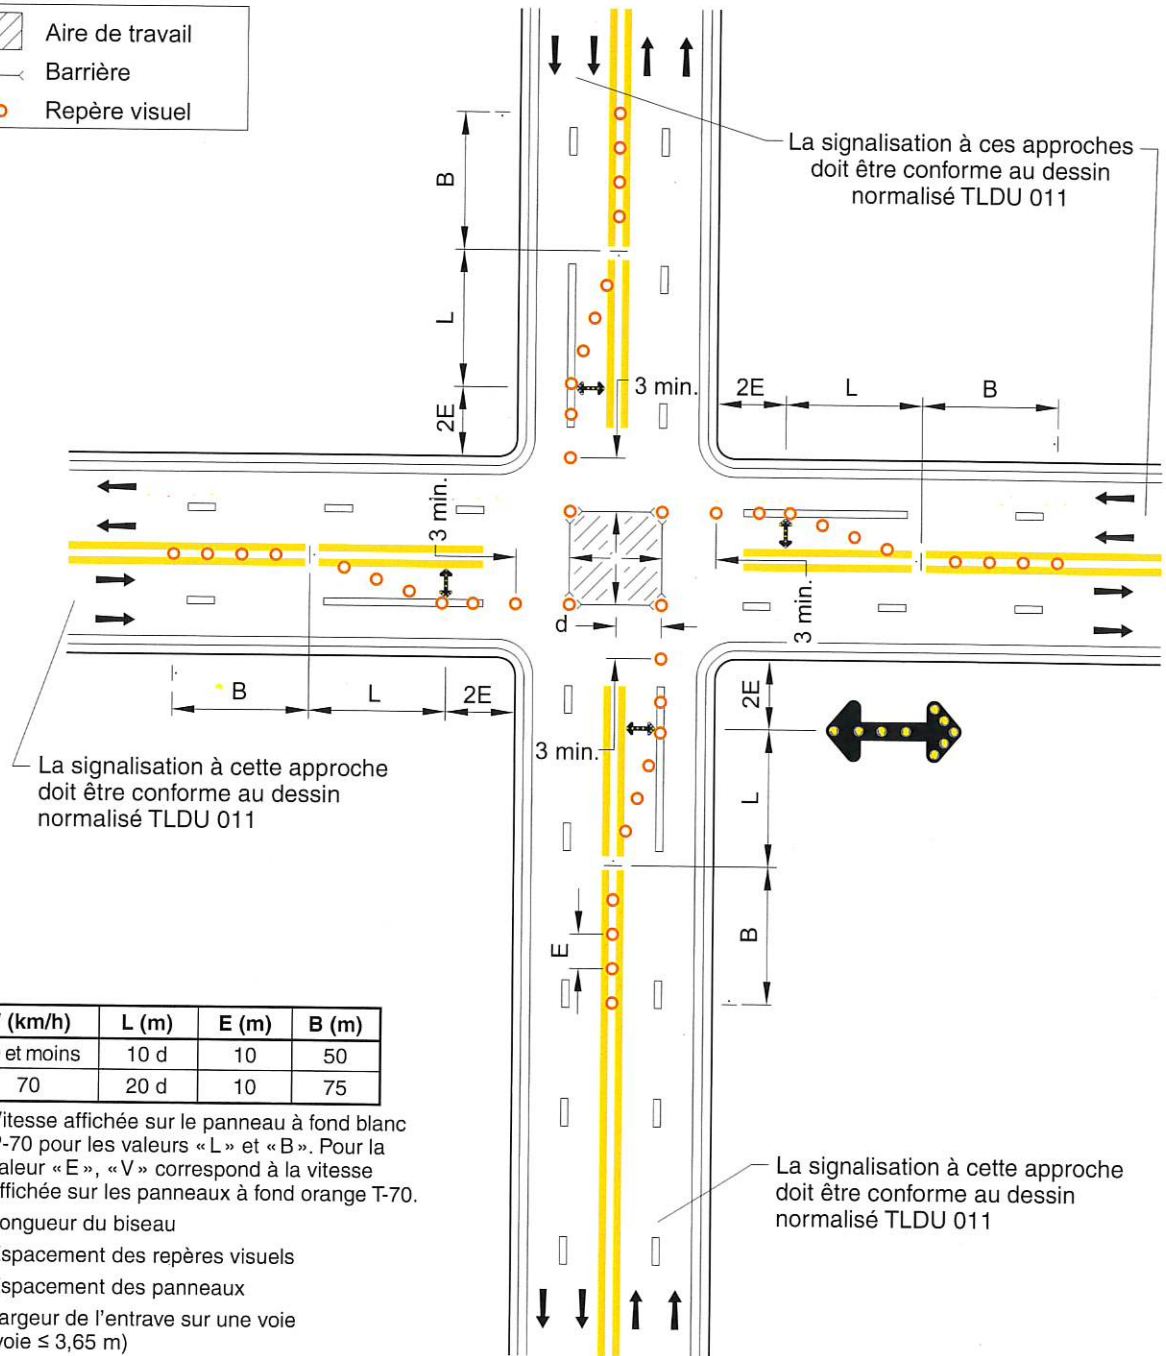 Aire de travail
Barrière
Repère visuel
La signalisation à ces approches
doit être conforme au dessin
normalisé TLDU 011
B
L
2E
3 min.
2E
L
B
3 min.
3 min.
d
B
L
2E
2E
3 min.
L
La signalisation à cette approche
doit être conforme au dessin
normalisé TLDU 011
E
B
(km/h) L (m) E (m) B (m)
et moins 10 d 10 50
70 20 d 10 75
itesse affichée sur le panneau à fond blanc
P-70 pour les valeurs « L » et « B ». Pour la
aleur « E », « V » correspond à la vitesse
ffichée sur les panneaux à fond orange T-70.
ongueur du biseau
spacement des repères visuels
spacement des panneaux
argeur de l'entrave sur une voie
voie ≤ 3,65 m)
La signalisation à cette approche
doit être conforme au dessin
normalisé TLDU 011